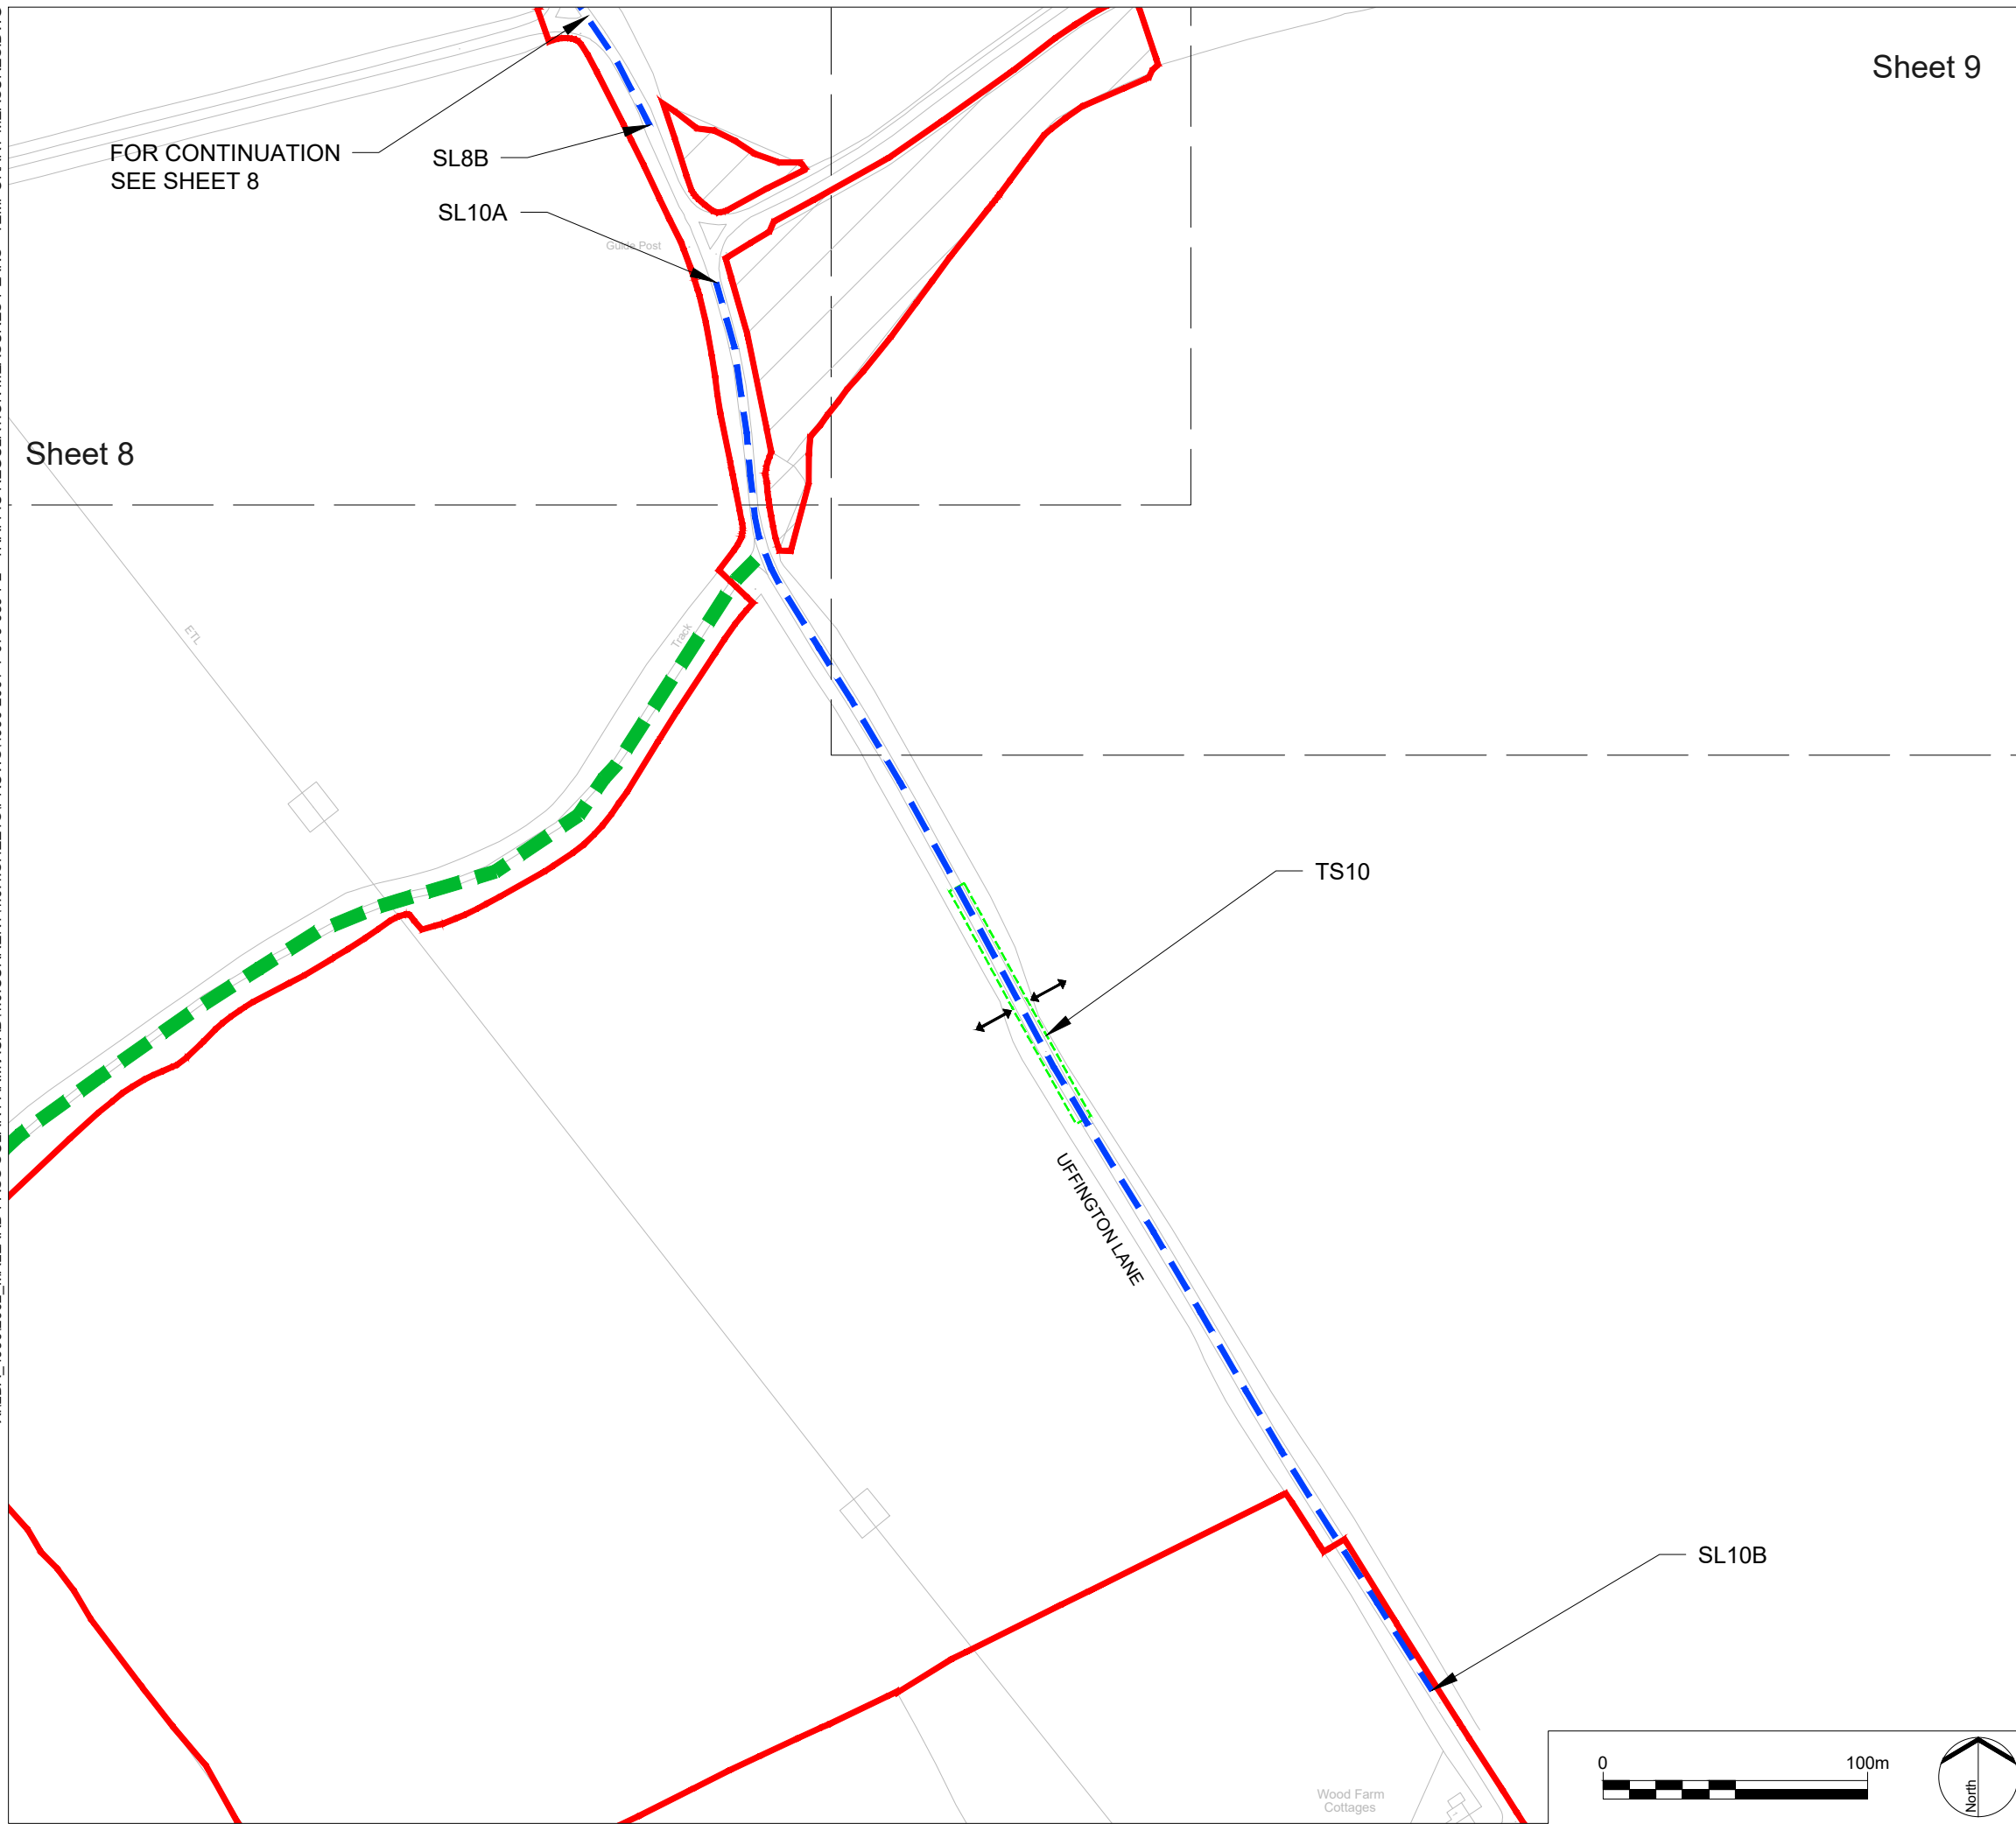 Sheet 9
FOR CONTINUATION
SEE SHEET 8
SL8B
SL10A
Guide Post
Sheet 8
ETL
Track
TS10
UFFINGTON LANE
SL10B
0
100m
Wood Farm
Cottages
North